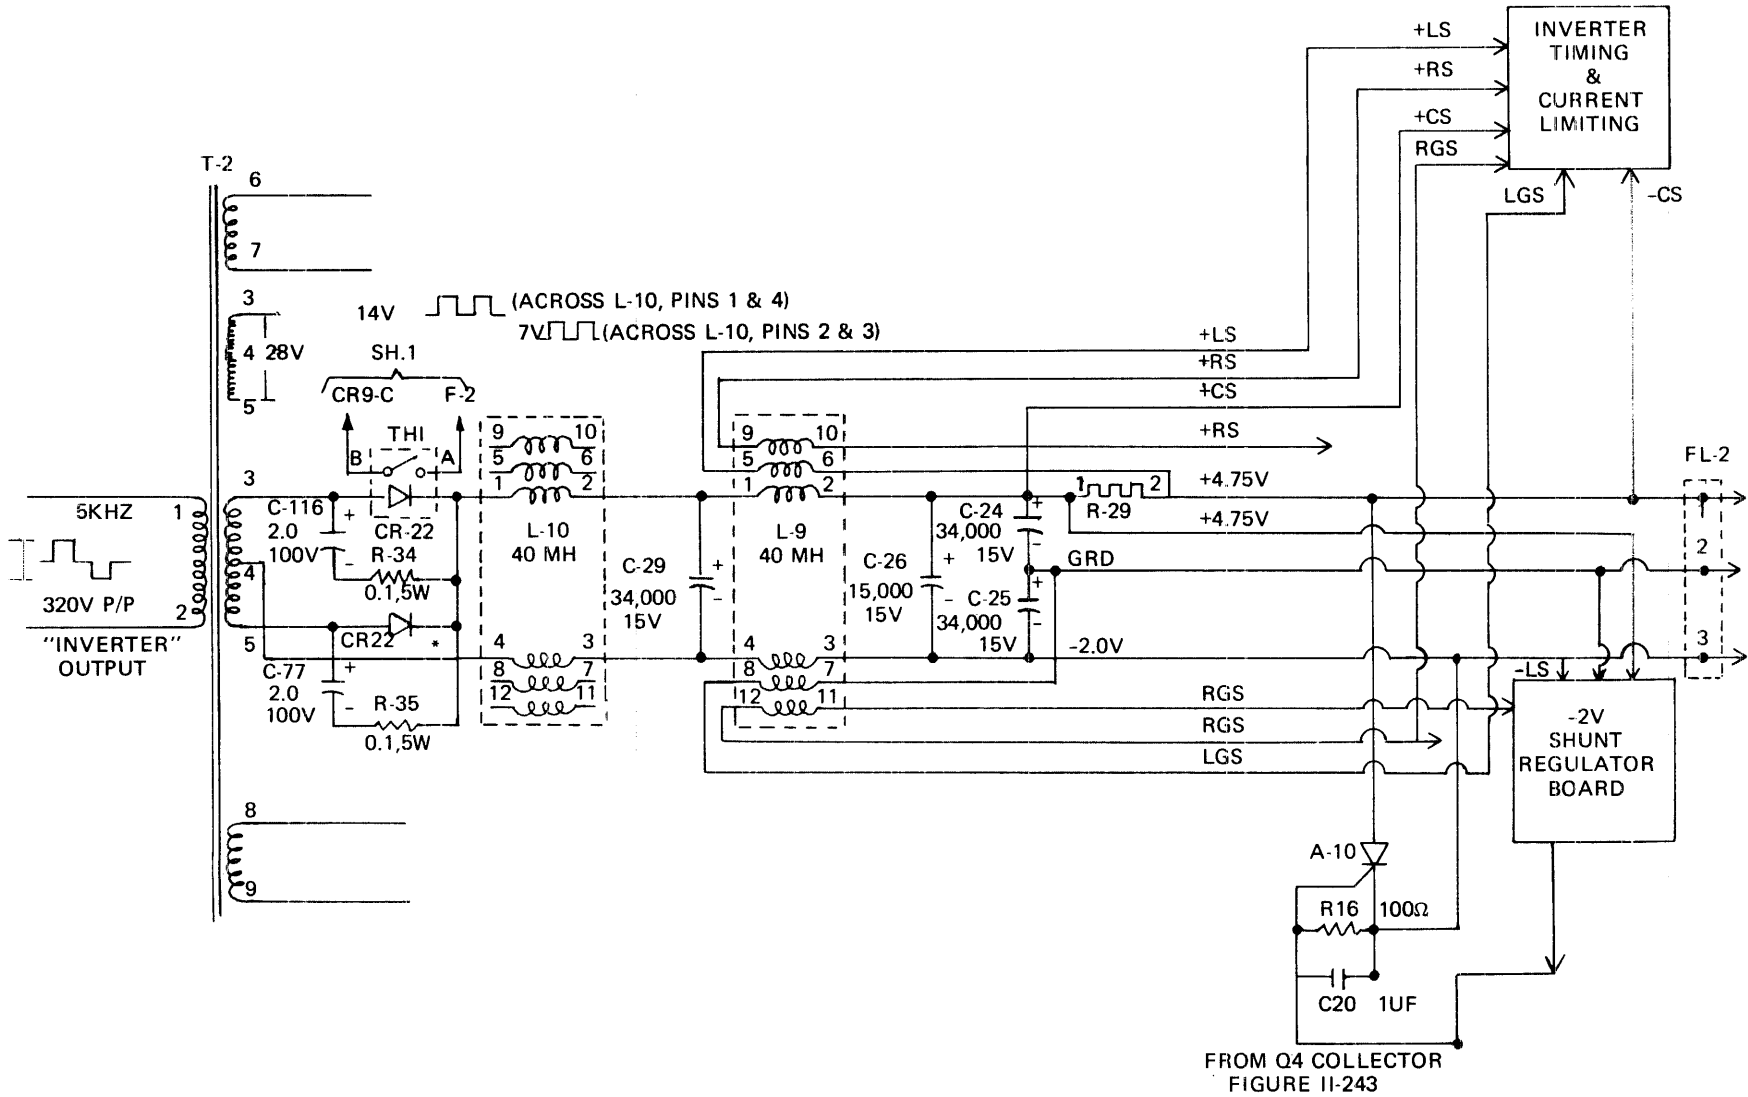 +LS
+RS
+CS
RGS
LGS
-CS
INVERTER
TIMING
&
CURRENT
LIMITING
T-2
6
7
3
4 28V
5
14V
(ACROSS L-10, PINS 1 & 4)
7V
(ACROSS L-10, PINS 2 & 3)
SH.1
CR9-C
F-2
THI
B
A
+LS
+RS
+CS
+RS
9 10
5 6
1 2
L-10
40 MH
9 10
5 6
1 2
L-9
40 MH
3
4
5
5KHZ
1
2
320V P/P
"INVERTER"
OUTPUT
C-116
2.0
100V
+
-
CR-22
R-34
0.1,5W
CR22
*
C-77
2.0
100V
+
-
R-35
0.1,5W
4 3
8 7
12 11
C-29
34,000
15V
+
-
4 3
8 7
12 11
C-26
15,000
15V
+
-
C-24
34,000
15V
+
-
C-25
34,000
15V
+
-
1 2
R-29
+4.75V
+4.75V
GRD
-2.0V
FL-2
1
2
3
-LS
RGS
RGS
LGS
-2V
SHUNT
REGULATOR
BOARD
8
9
A-10
R16 100Ω
C20 1UF
FROM Q4 COLLECTOR
FIGURE II-243